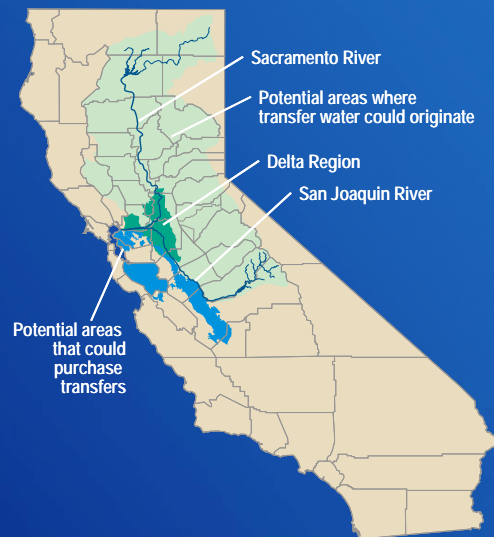 Sacramento River
Potential areas where
transfer water could originate
Delta Region
San Joaquin River
Potential areas
that could
purchase
transfers